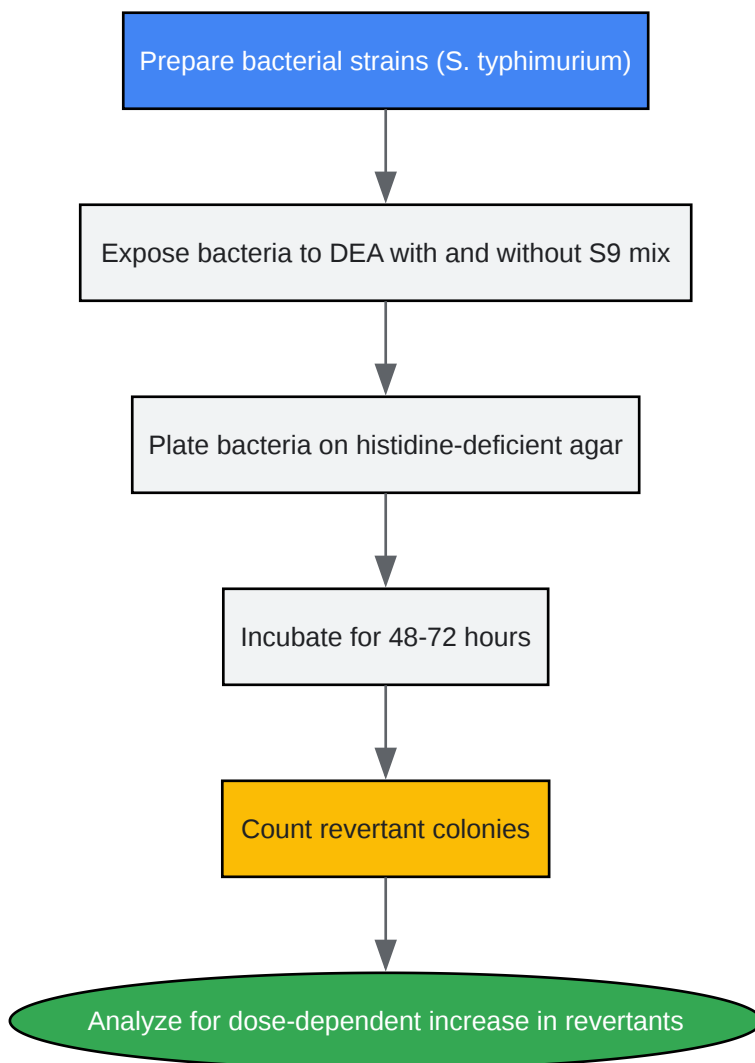 Prepare bacterial strains (S. typhimurium)
Expose bacteria to DEA with and without S9 mix
Plate bacteria on histidine-deficient agar
Incubate for 48-72 hours
Count revertant colonies
Analyze for dose-dependent increase in revertants